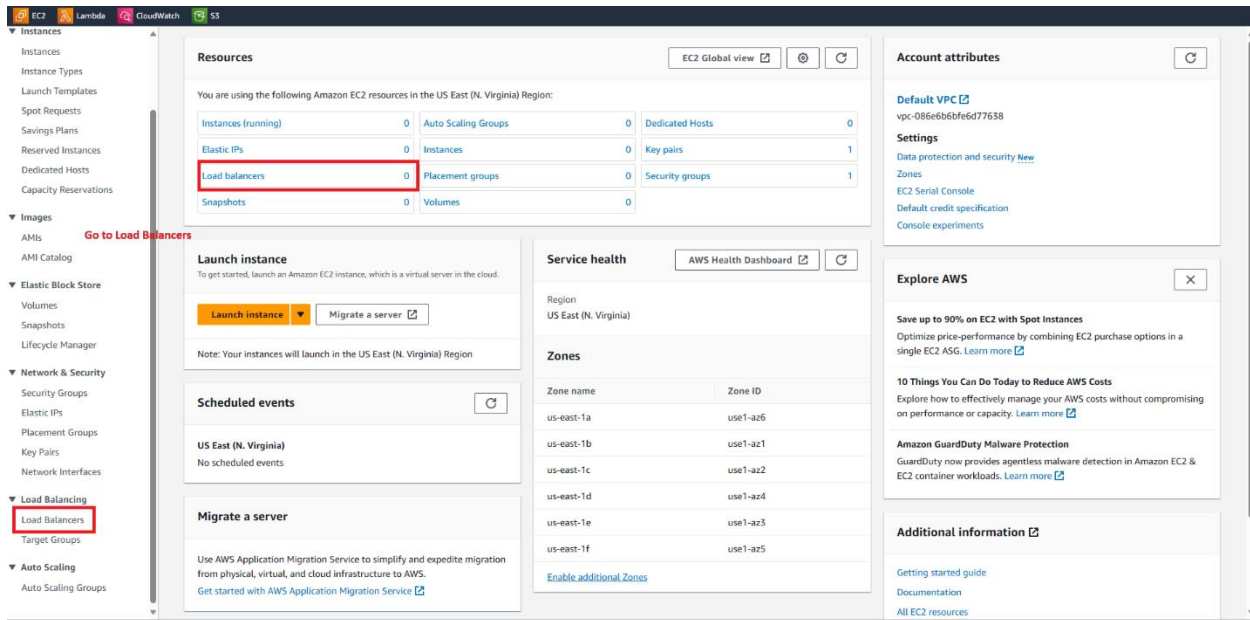 EC2 Lambda CloudWatch S3
Instances
Instances
Instance Types
Launch Templates
Spot Requests
Savings Plans
Reserved Instances
Dedicated Hosts
Capacity Reservations
Images
AMIs
AMI Catalog
Elastic Block Store
Volumes
Snapshots
Lifecycle Manager
Network & Security
Security Groups
Elastic IPs
Placement Groups
Key Pairs
Network Interfaces
Load Balancing
Load Balancers
Target Groups
Auto Scaling
Auto Scaling Groups
Go to Load Balancers
Resources
EC2 Global view
You are using the following Amazon EC2 resources in the US East (N. Virginia) Region:
Instances (running) 0 Auto Scaling Groups 0 Dedicated Hosts 0
Elastic IPs 0 Instances 0 Key pairs 1
Load balancers 0 Placement groups 0 Security groups 1
Snapshots 0 Volumes 0
Launch instance
To get started, launch an Amazon EC2 instance, which is a virtual server in the cloud.
Launch instance Migrate a server
Note: Your instances will launch in the US East (N. Virginia) Region
Scheduled events
US East (N. Virginia)
No scheduled events
Migrate a server
Use AWS Application Migration Service to simplify and expedite migration
from physical, virtual, and cloud infrastructure to AWS.
Get started with AWS Application Migration Service
Service health
AWS Health Dashboard
Region
US East (N. Virginia)
Zones
Zone name Zone ID
us-east-1a use1-az6
us-east-1b use1-az1
us-east-1c use1-az2
us-east-1d use1-az4
us-east-1e use1-az3
us-east-1f use1-az5
Enable additional Zones
Account attributes
Default VPC
vpc-086e6b6bfe6d77638
Settings
Data protection and security New
Zones
EC2 Serial Console
Default credit specification
Console experiments
Explore AWS
Save up to 90% on EC2 with Spot Instances
Optimize price-performance by combining EC2 purchase options in a
single EC2 ASG. Learn more
10 Things You Can Do Today to Reduce AWS Costs
Explore how to effectively manage your AWS costs without compromising
on performance or capacity. Learn more
Amazon GuardDuty Malware Protection
GuardDuty now provides agentless malware detection in Amazon EC2 &
EC2 container workloads. Learn more
Additional information
Getting started guide
Documentation
All EC2 resources